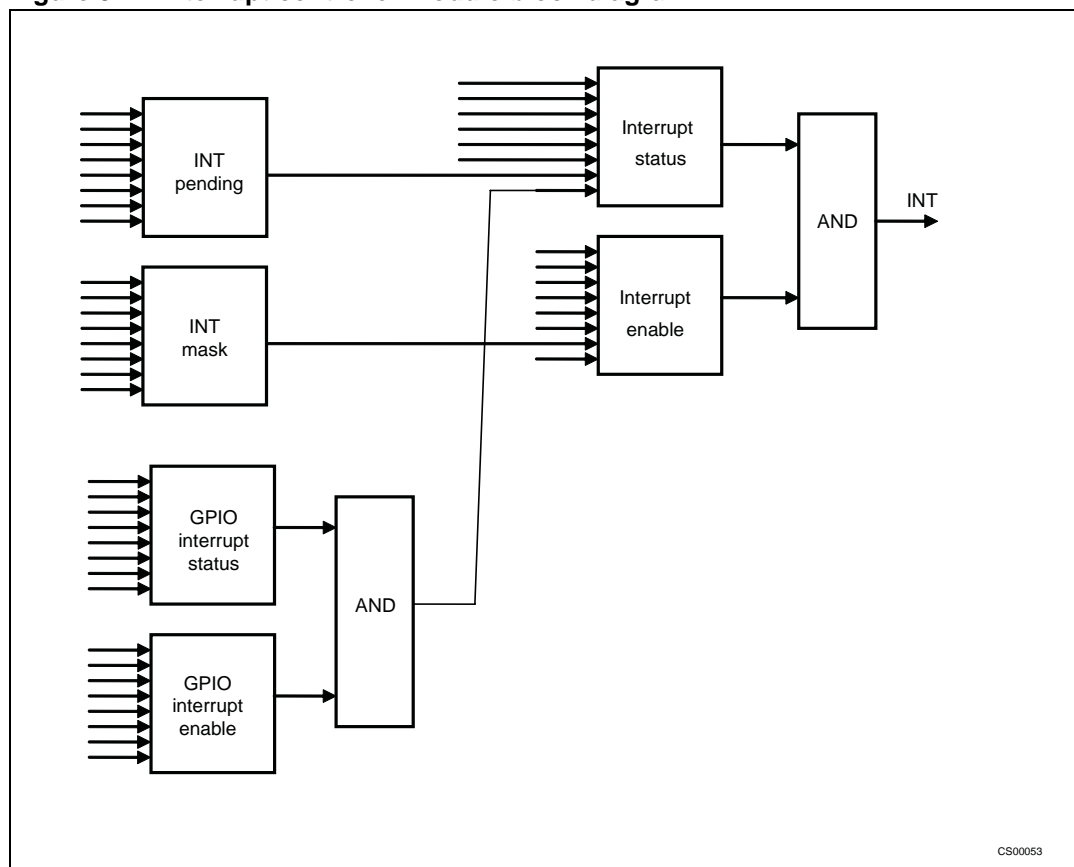 INT
pending
Interrupt
status
AND
INT
INT
mask
Interrupt
enable
GPIO
interrupt
status
AND
GPIO
interrupt
enable
CS00053